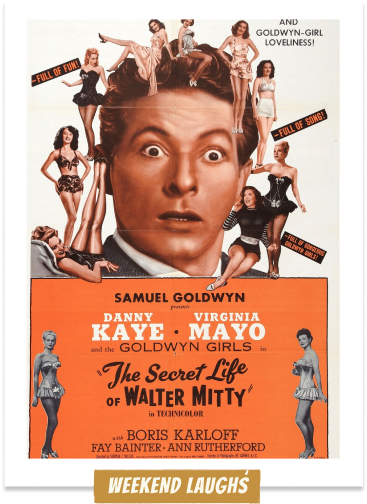 AND
GOLDWYN-GIRL
LOVELINESS!
—FULL OF FUN!
—FULL OF SONG!
—FULL OF GORGEOUS
GOLDWYN GIRLS!
SAMUEL GOLDWYN
presents
DANNY VIRGINIA
KAYE • MAYO
and the GOLDWYN GIRLS in
"The Secret Life
OF WALTER MITTY"
in TECHNICOLOR
with BORIS KARLOFF
FAY BAINTER • ANN RUTHERFORD
WEEKEND LAUGHS